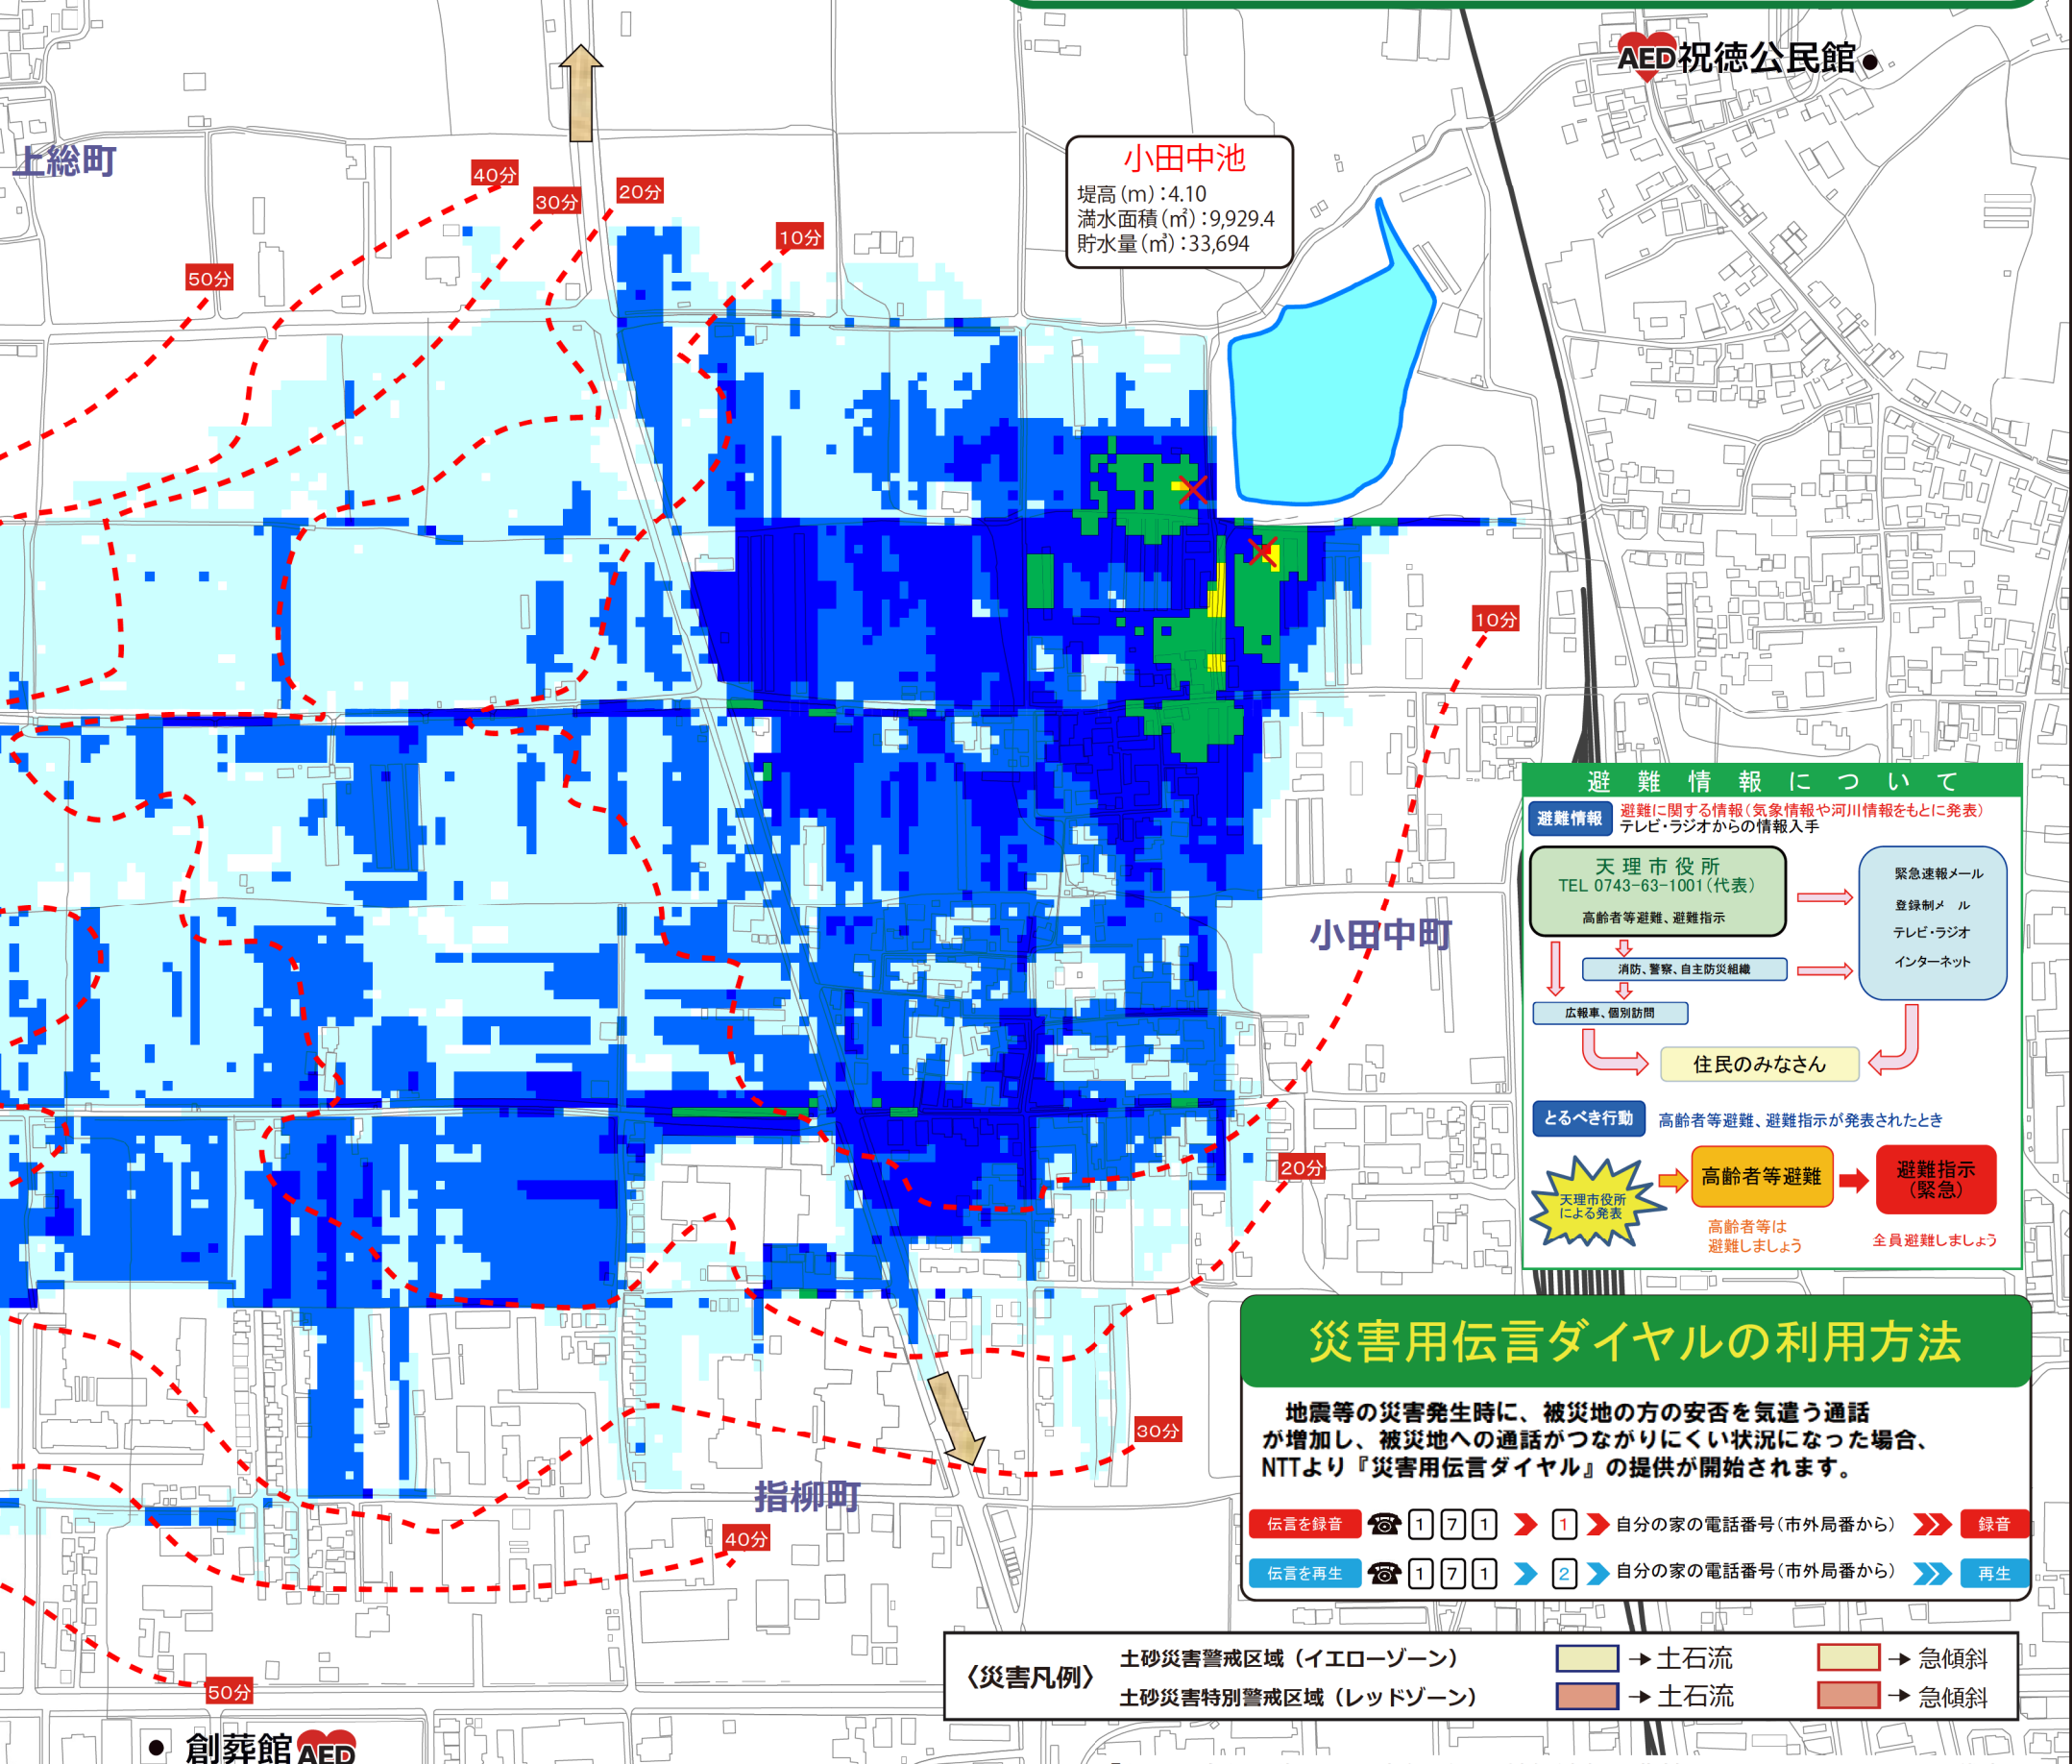 AED祝徳公民館
上総町
小田中池
堤高(m):4.10
満水面積(㎡):9,929.4
貯水量(㎥):33,694
40分
30分
20分
10分
50分
10分
小田中町
20分
30分
指柳町
40分
50分
創葬館AED
避難情報について
避難情報
避難に関する情報(気象情報や河川情報をもとに発表)
テレビ・ラジオからの情報入手
天理市役所
TEL 0743-63-1001(代表)
高齢者等避難、避難指示
緊急速報メール
登録制メール
テレビ・ラジオ
インターネット
消防、警察、自主防災組織
広報車、個別訪問
住民のみなさん
とるべき行動
高齢者等避難、避難指示が発表されたとき
天理市役所
による発表
高齢者等避難
避難指示
(緊急)
高齢者等は
避難しましょう
全員避難しましょう
災害用伝言ダイヤルの利用方法
地震等の災害発生時に、被災地の方の安否を気遣う通話
が増加し、被災地への通話がつながりにくい状況になった場合、
NTTより『災害用伝言ダイヤル』の提供が開始されます。
伝言を録音 ☎ 1 7 1 1 自分の家の電話番号(市外局番から) 録音
伝言を再生 ☎ 1 7 1 2 自分の家の電話番号(市外局番から) 再生
〈災害凡例〉
土砂災害警戒区域(イエローゾーン) →土石流 →急傾斜
土砂災害特別警戒区域(レッドゾーン) →土石流 →急傾斜